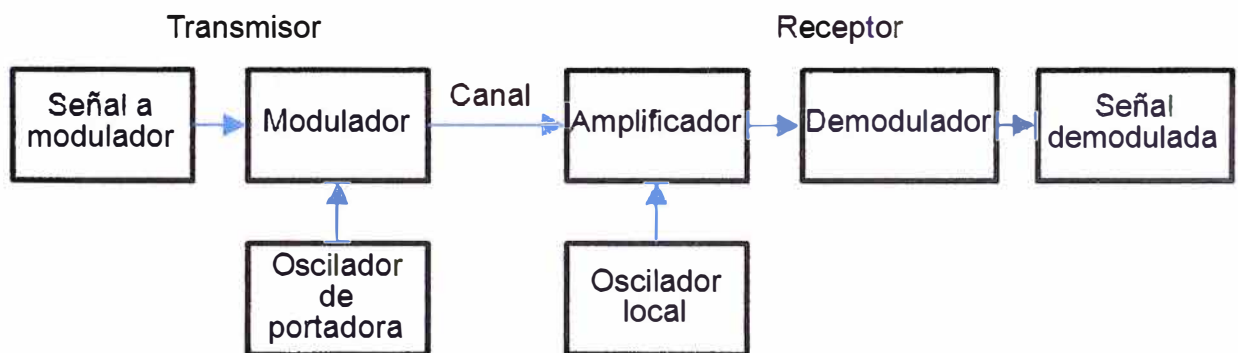 Transmisor
Receptor
Señal a
modulador
Modulador
Canal
Amplificador
Demodulador
Señal
demodulada
Oscilador
de
portadora
Oscilador
local